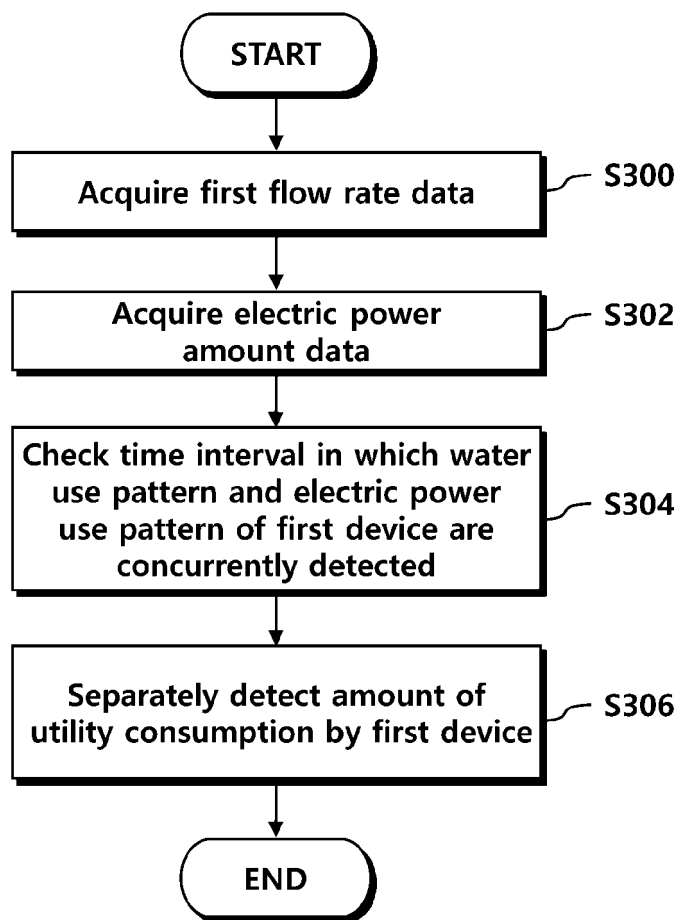 START
Acquire first flow rate data
S300
Acquire electric power
amount data
S302
Check time interval in which water
use pattern and electric power
use pattern of first device are
concurrently detected
S304
Separately detect amount of
utility consumption by first device
S306
END